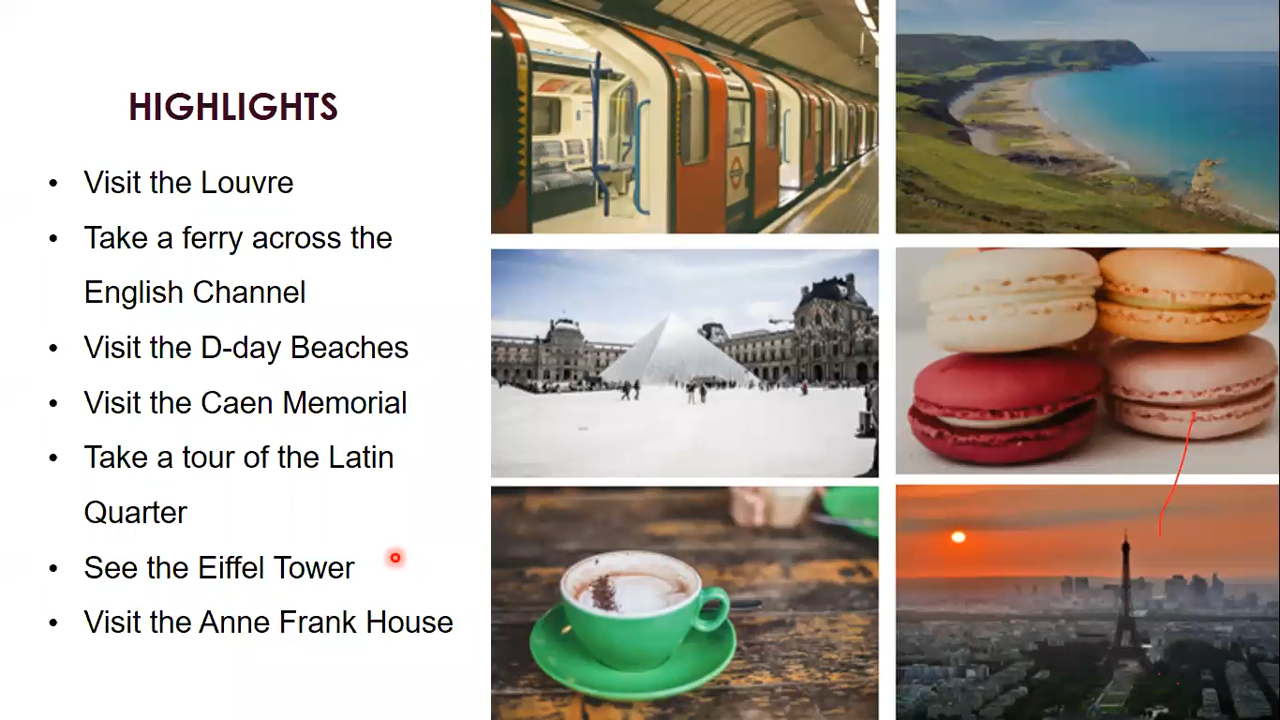 HIGHLIGHTS
• Visit the Louvre
• Take a ferry across the
English Channel
• Visit the D-day Beaches
• Visit the Caen Memorial
• Take a tour of the Latin
Quarter
• See the Eiffel Tower
• Visit the Anne Frank House